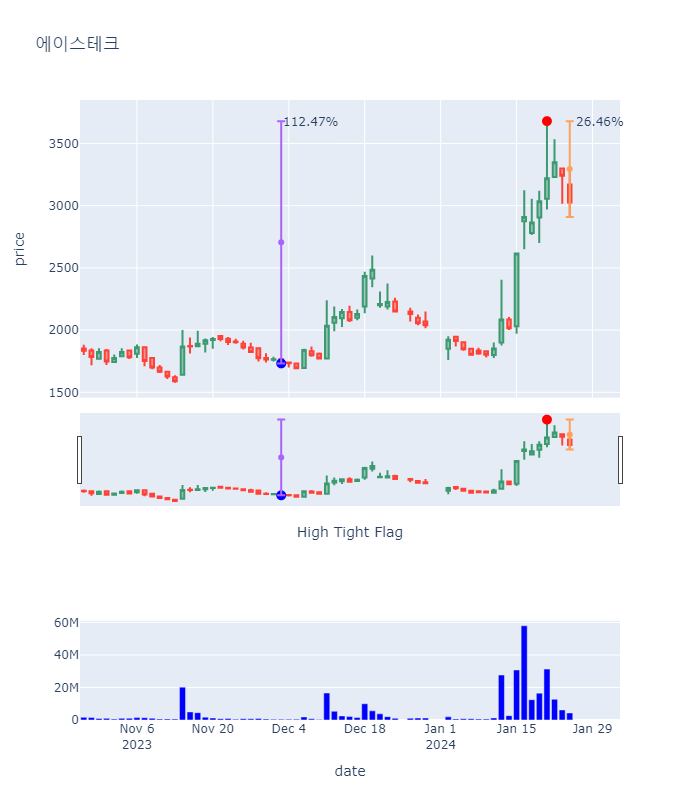 에이스테크
112.47%
26.46%
3500
3000
2500
2000
1500
price
High Tight Flag
60M
40M
20M
0
Nov 6
2023
Nov 20
Dec 4
Dec 18
Jan 1
2024
Jan 15
Jan 29
date